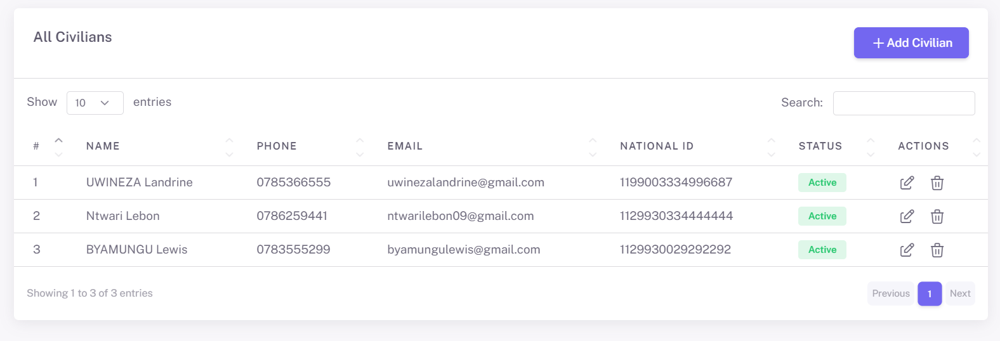 All Civilians
+ Add Civilian
Show 10 entries
Search:
# NAME PHONE EMAIL NATIONAL ID STATUS ACTIONS
1 UWINEZA Landrine 0785366555 uwinezalandrine@gmail.com 1199003334996687 Active
2 Ntwari Lebon 0786259441 ntwarilebon09@gmail.com 1129930334444444 Active
3 BYAMUNGU Lewis 0783555299 byamungulewis@gmail.com 1129930029292292 Active
Showing 1 to 3 of 3 entries
Previous 1 Next